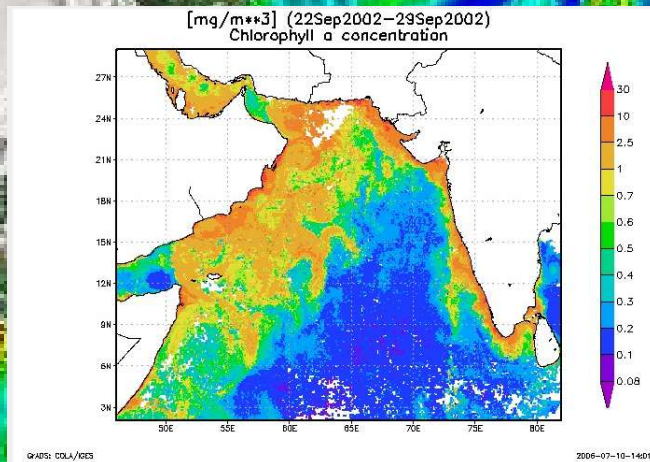 [mg/m**3] (22Sep2002-29Sep2002)
Chlorophyll a concentration
27N
24N
21N
18N
15N
12N
9N
6N
3N
50E 55E 60E 65E 70E 75E 80E
30
10
2.5
1
0.7
0.6
0.5
0.4
0.3
0.2
0.1
0.08
GrADS: COLA/IGES
2006-07-10-14:01